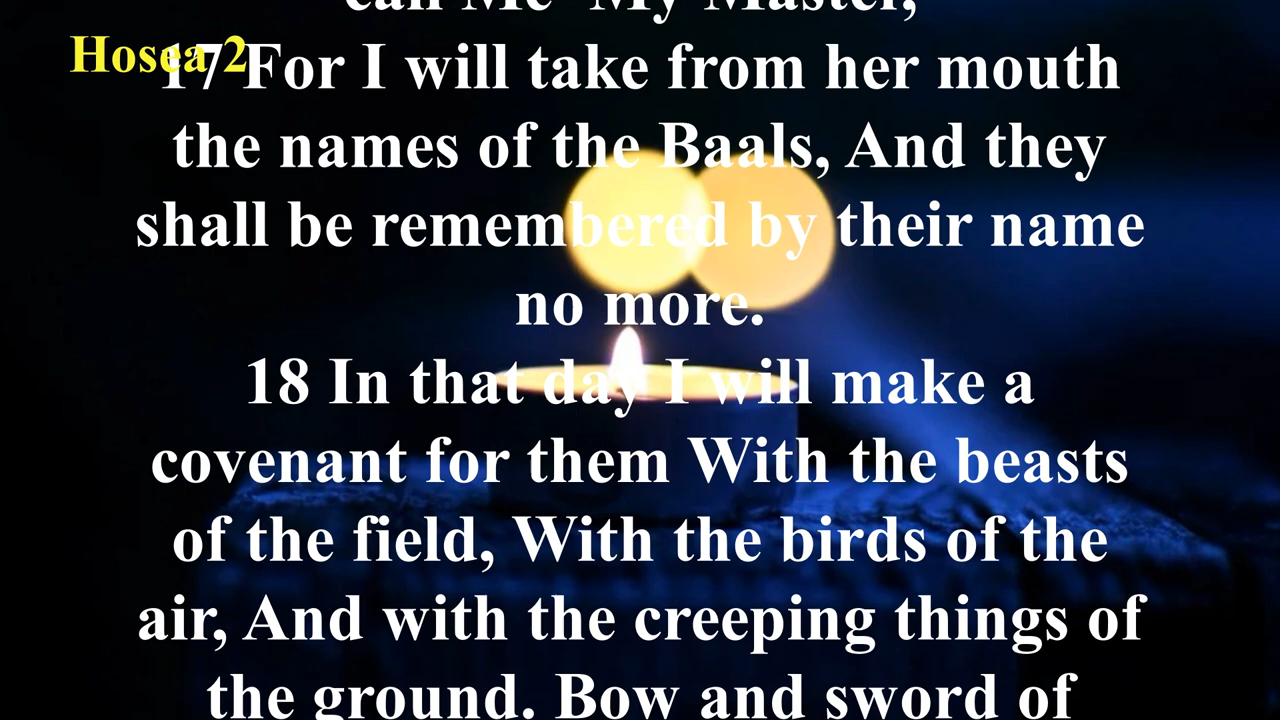 call Me 'My Master,'
Hosea 2
17 For I will take from her mouth
the names of the Baals, And they
shall be remembered by their name
no more.
18 In that day I will make a
covenant for them With the beasts
of the field, With the birds of the
air, And with the creeping things of
the ground. Bow and sword of